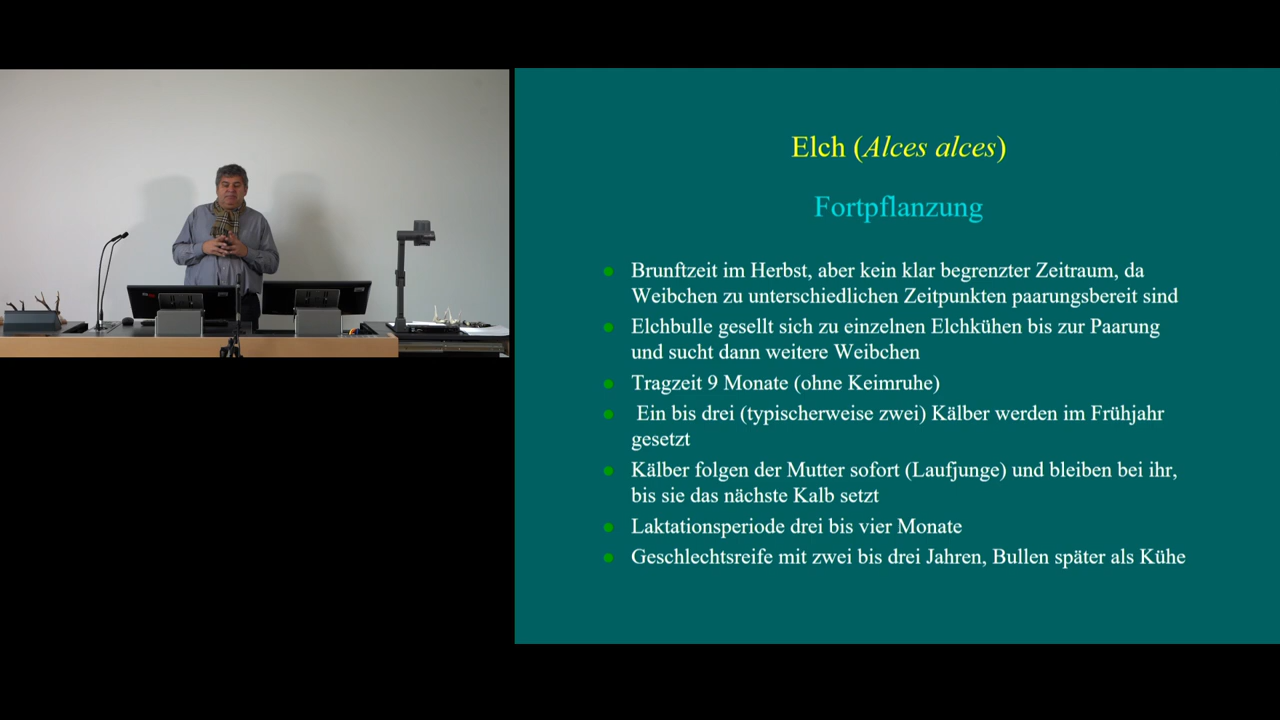 Elch (Alces alces)
Fortpflanzung
Brunftzeit im Herbst, aber kein klar begrenzter Zeitraum, da
Weibchen zu unterschiedlichen Zeitpunkten paarungsbereit sind
Elchbulle gesellt sich zu einzelnen Elchkühen bis zur Paarung
und sucht dann weitere Weibchen
Tragzeit 9 Monate (ohne Keimruhe)
Ein bis drei (typischerweise zwei) Kälber werden im Frühjahr
gesetzt
Kälber folgen der Mutter sofort (Laufjunge) und bleiben bei ihr,
bis sie das nächste Kalb setzt
Laktationsperiode drei bis vier Monate
Geschlechtsreife mit zwei bis drei Jahren, Bullen später als Kühe